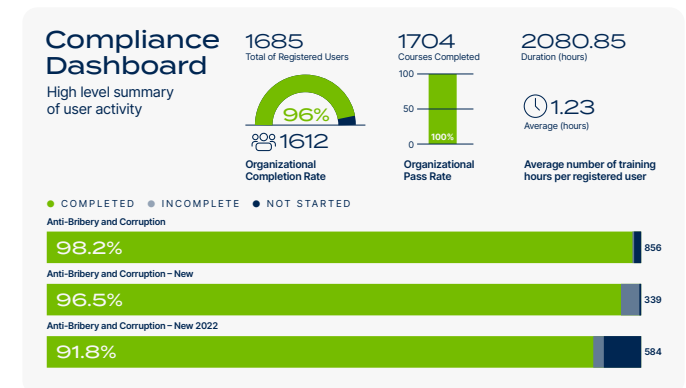 Compliance
Dashboard
High level summary
of user activity
1685
Total of Registered Users
96%
1612
Organizational
Completion Rate
1704
Courses Completed
100
50
0
100%
Organizational
Pass Rate
2080.85
Duration (hours)
1.23
Average (hours)
Average number of training
hours per registered user
COMPLETED INCOMPLETE NOT STARTED
Anti-Bribery and Corruption
98.2% 856
Anti-Bribery and Corruption – New
96.5% 339
Anti-Bribery and Corruption – New 2022
91.8% 584